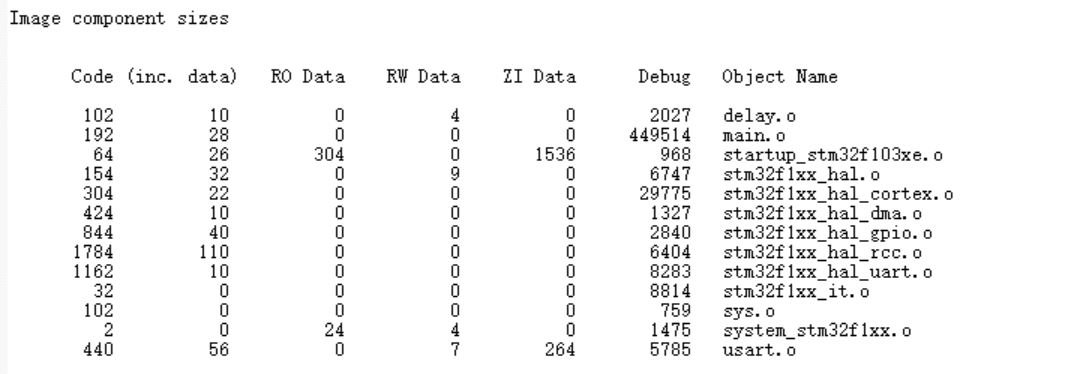 Image component sizes
Code (inc. data) RO Data RW Data ZI Data Debug Object Name
102 10 0 4 0 2027 delay.o
192 28 0 0 0 449514 main.o
64 26 304 0 1536 968 startup_stm32f103xe.o
154 32 0 9 0 6747 stm32f1xx_hal.o
304 22 0 0 0 29775 stm32f1xx_hal_cortex.o
424 10 0 0 0 1327 stm32f1xx_hal_dma.o
844 40 0 0 0 2840 stm32f1xx_hal_gpio.o
1784 110 0 0 0 6404 stm32f1xx_hal_rcc.o
1162 10 0 0 0 8283 stm32f1xx_hal_uart.o
32 0 0 0 0 8814 stm32f1xx_it.o
102 0 0 0 0 759 sys.o
2 0 24 4 0 1475 system_stm32f1xx.o
440 56 0 7 264 5785 usart.o